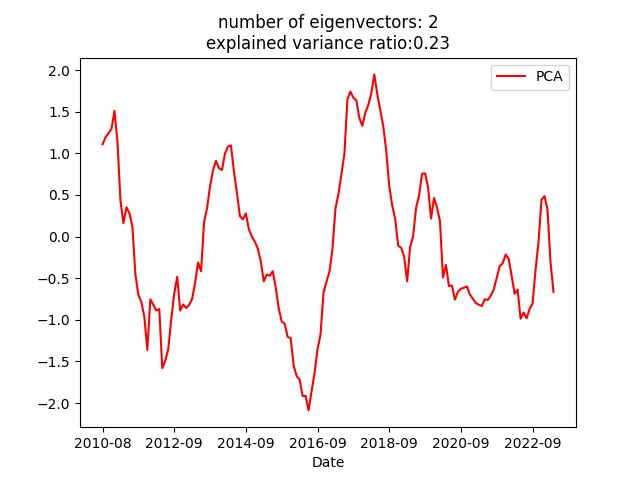 number of eigenvectors: 2
explained variance ratio:0.23
PCA
2.0
1.5
1.0
0.5
0.0
−0.5
−1.0
−1.5
−2.0
2010-08 2012-09 2014-09 2016-09 2018-09 2020-09 2022-09
Date